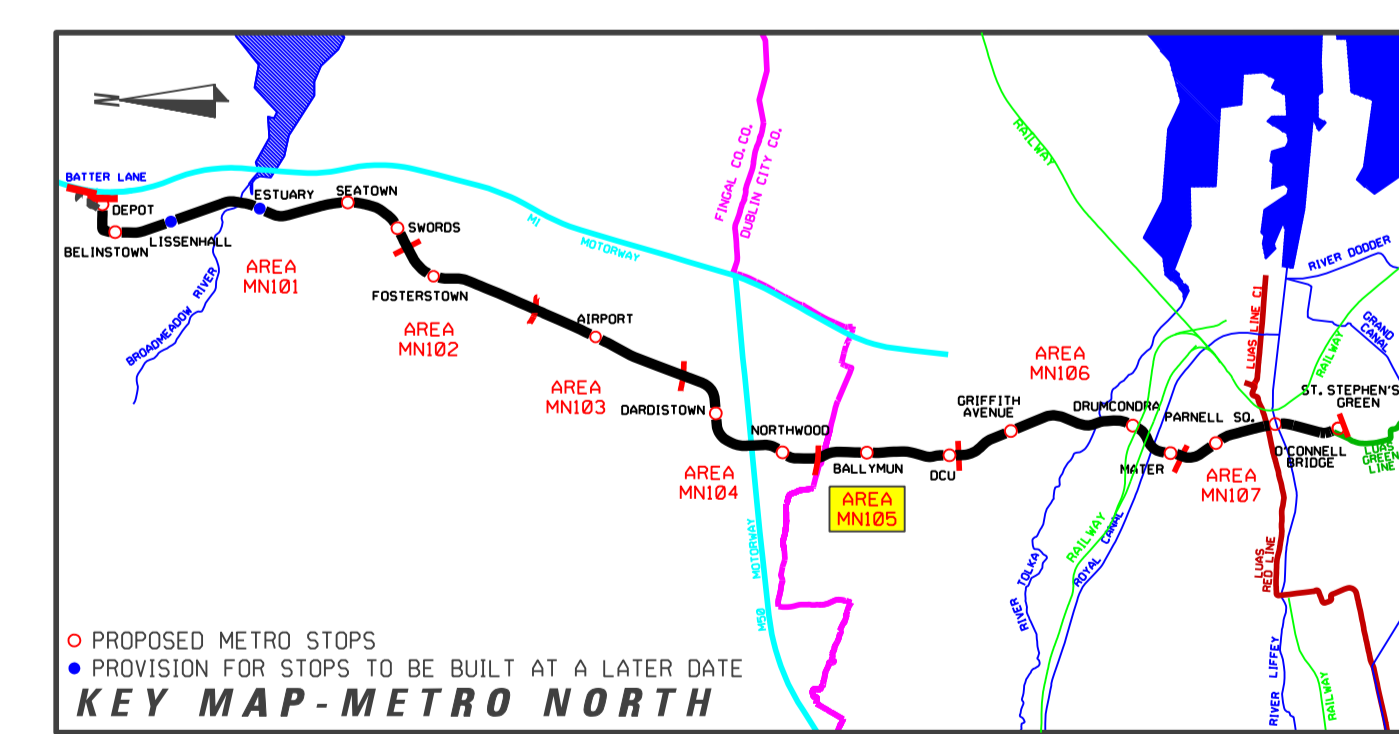 BATTER LANE
DEPOT
BELINSTOWN
LISSENHALL
ESTUARY
SEATOWN
SWORDS
BROADMEADOW RIVER
AREA
MN101
FOSTERSTOWN
AREA
MN102
M1
MOTORWAY
AIRPORT
AREA
MN103
DARDISTOWN
FINGAL CO. CO.
DUBLIN CITY CO.
NORTHWOOD
AREA
MN104
MOTORWAY
M50
BALLYMUN
AREA
MN105
DCU
GRIFFITH
AVENUE
AREA
MN106
RAILWAY
DRUMCONDRA
MATER
PARNELL SQ.
AREA
MN107
RIVER TOLKA
RAILWAY
ROYAL CANAL
LUAS LINE C1
RIVER DODDER
GRAND
CANAL
RAILWAY
ST. STEPHEN'S
GREEN
O'CONNELL
BRIDGE
LUAS
GREEN
LINE
LUAS
RED LINE
RIVER LIFFEY
RAILWAY
PROPOSED METRO STOPS
PROVISION FOR STOPS TO BE BUILT AT A LATER DATE
KEY MAP-METRO NORTH